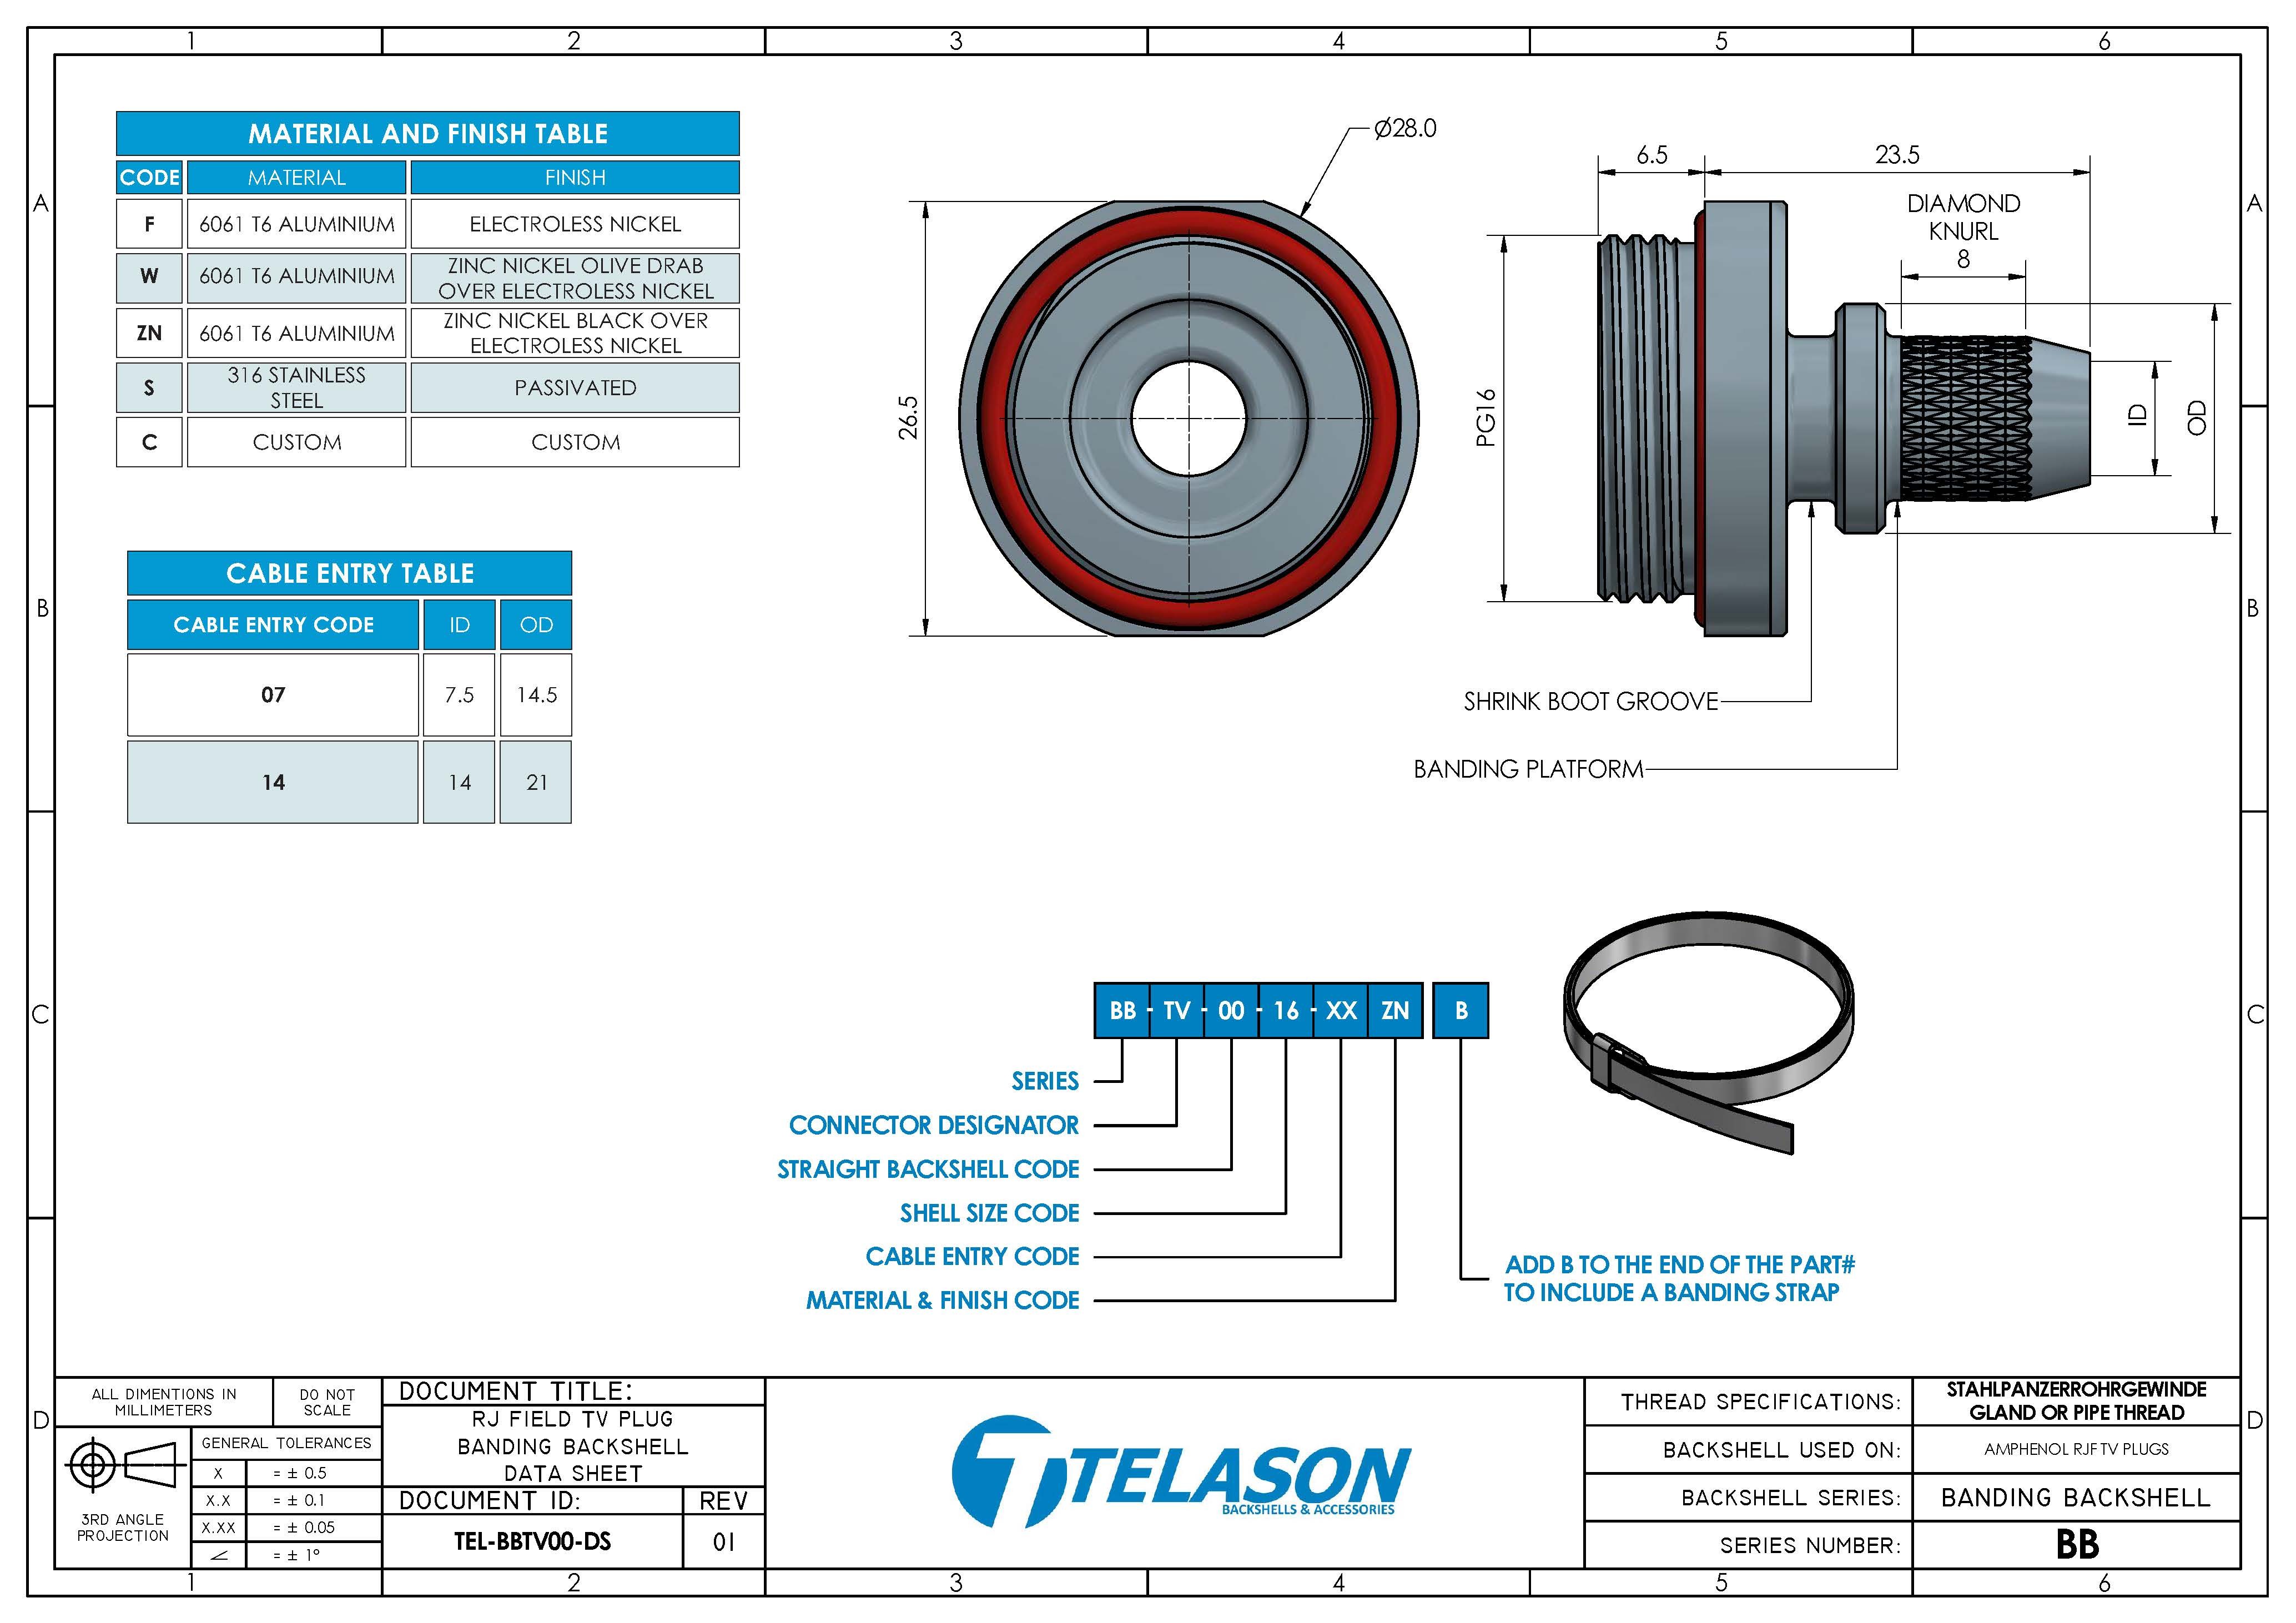 1 2 3 4 5 6
A
B
C
D
A
B
C
D
MATERIAL AND FINISH TABLE
CODE MATERIAL FINISH
F 6061 T6 ALUMINIUM ELECTROLESS NICKEL
W 6061 T6 ALUMINIUM ZINC NICKEL OLIVE DRAB
OVER ELECTROLESS NICKEL
ZN 6061 T6 ALUMINIUM ZINC NICKEL BLACK OVER
ELECTROLESS NICKEL
S 316 STAINLESS
STEEL PASSIVATED
C CUSTOM CUSTOM
CABLE ENTRY TABLE
CABLE ENTRY CODE ID OD
07 7.5 14.5
14 14 21
Ø28.0
26.5
6.5
23.5
DIAMOND
KNURL
8
PG16
ID
OD
SHRINK BOOT GROOVE
BANDING PLATFORM
BB - TV - 00 - 16 - XX ZN B
SERIES
CONNECTOR DESIGNATOR
STRAIGHT BACKSHELL CODE
SHELL SIZE CODE
CABLE ENTRY CODE
MATERIAL & FINISH CODE
ADD B TO THE END OF THE PART#
TO INCLUDE A BANDING STRAP
ALL DIMENTIONS IN
MILLIMETERS
DO NOT
SCALE
3RD ANGLE
PROJECTION
GENERAL TOLERANCES
X = ± 0.5
X.X = ± 0.1
X.XX = ± 0.05
∠ = ± 1°
DOCUMENT TITLE:
RJ FIELD TV PLUG
BANDING BACKSHELL
DATA SHEET
DOCUMENT ID: REV
TEL-BBTV00-DS 01
TELASON
BACKSHELLS & ACCESSORIES
THREAD SPECIFICATIONS: STAHLPANZERROHRGEWINDE
GLAND OR PIPE THREAD
BACKSHELL USED ON: AMPHENOL RJF TV PLUGS
BACKSHELL SERIES: BANDING BACKSHELL
SERIES NUMBER: BB
1 2 3 4 5 6